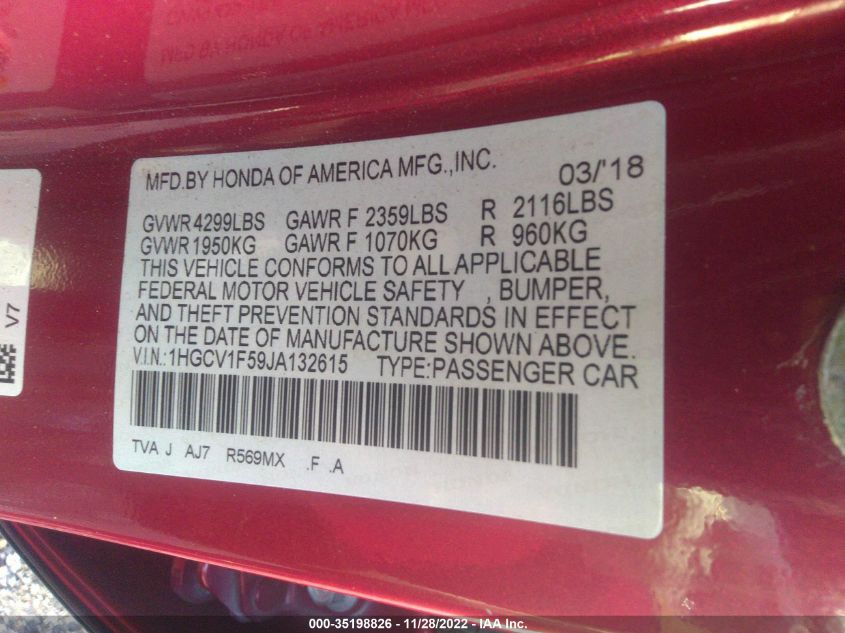 MFD.BY HONDA OF AMERICA MFG.,INC. 03/'18
GVWR 4299LBS GAWR F 2359LBS R 2116LBS
GVWR 1950KG GAWR F 1070KG R 960KG
THIS VEHICLE CONFORMS TO ALL APPLICABLE
FEDERAL MOTOR VEHICLE SAFETY , BUMPER,
AND THEFT PREVENTION STANDARDS IN EFFECT
ON THE DATE OF MANUFACTURE SHOWN ABOVE.
V.I.N.:1HGCV1F59JA132615 TYPE:PASSENGER CAR
TVA J AJ7 R569MX .F .A
V7
000-35198826 - 11/28/2022 - IAA Inc.